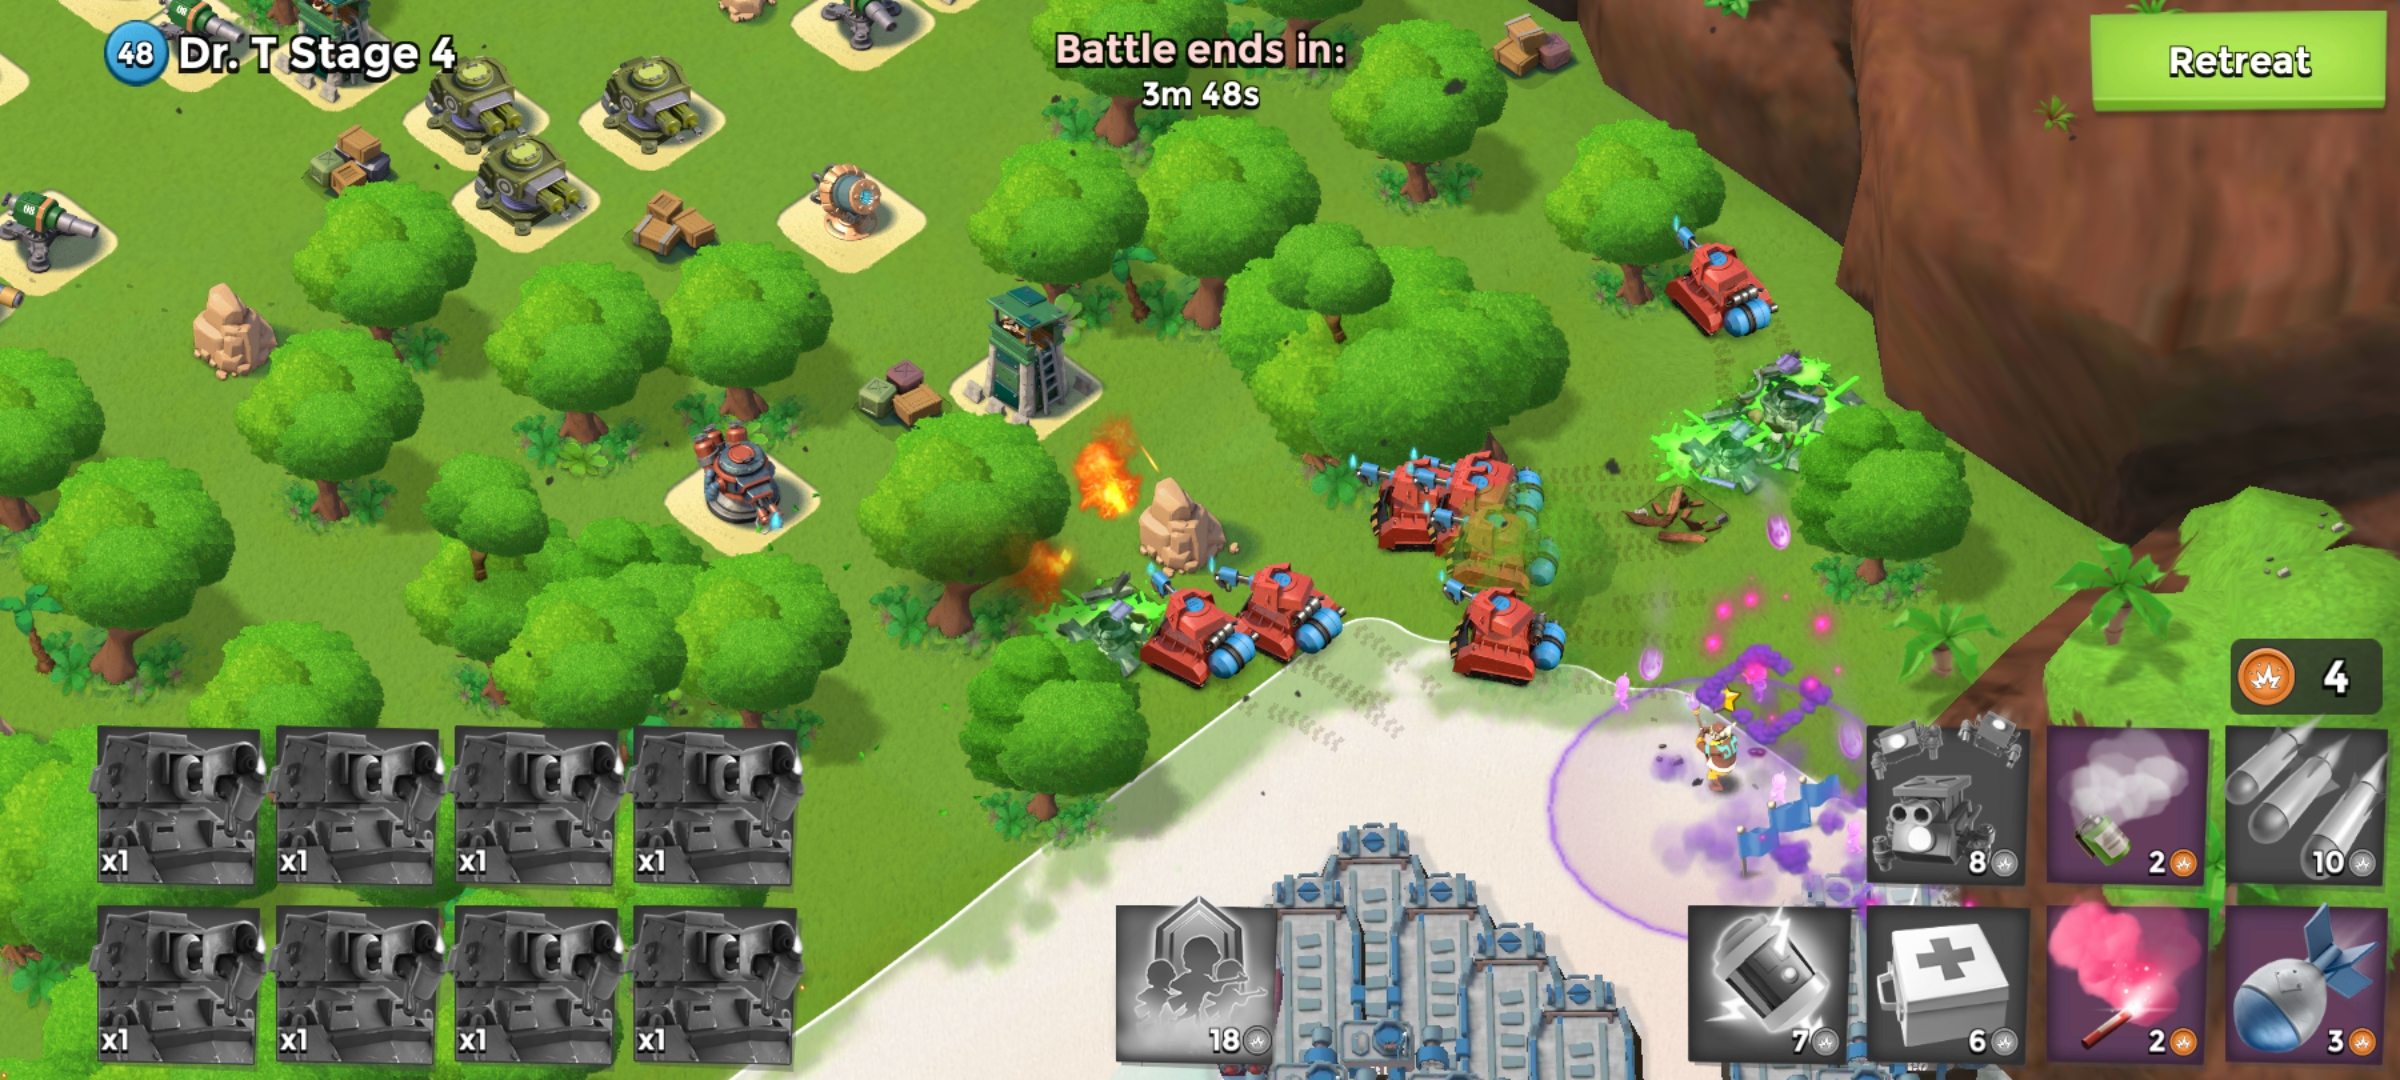 48 Dr. T Stage 4
Battle ends in:
3m 48s
Retreat
4
x1 x1 x1 x1
8 2 10
x1 x1 x1 x1
18 7 6 2 3